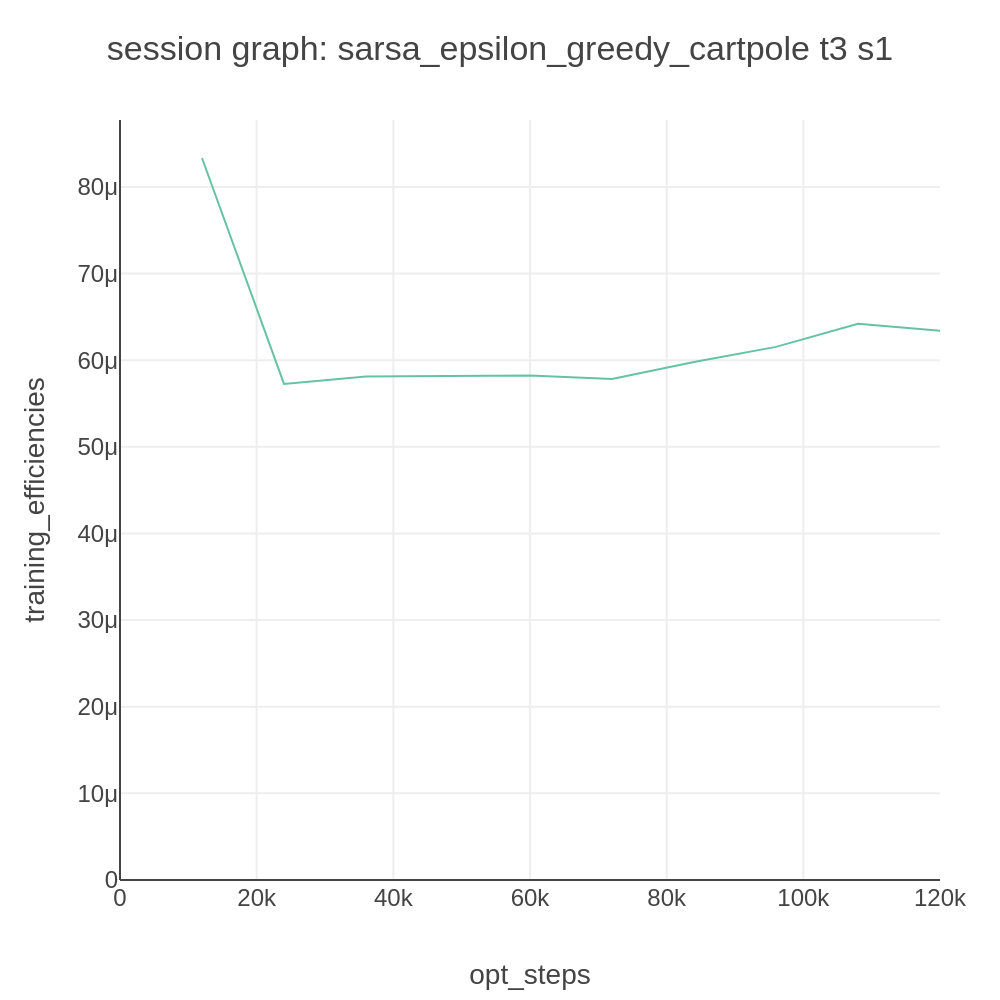 session graph: sarsa_epsilon_greedy_cartpole t3 s1
training_efficiencies
80μ
70μ
60μ
50μ
40μ
30μ
20μ
10μ
0
0 20k 40k 60k 80k 100k 120k
opt_steps